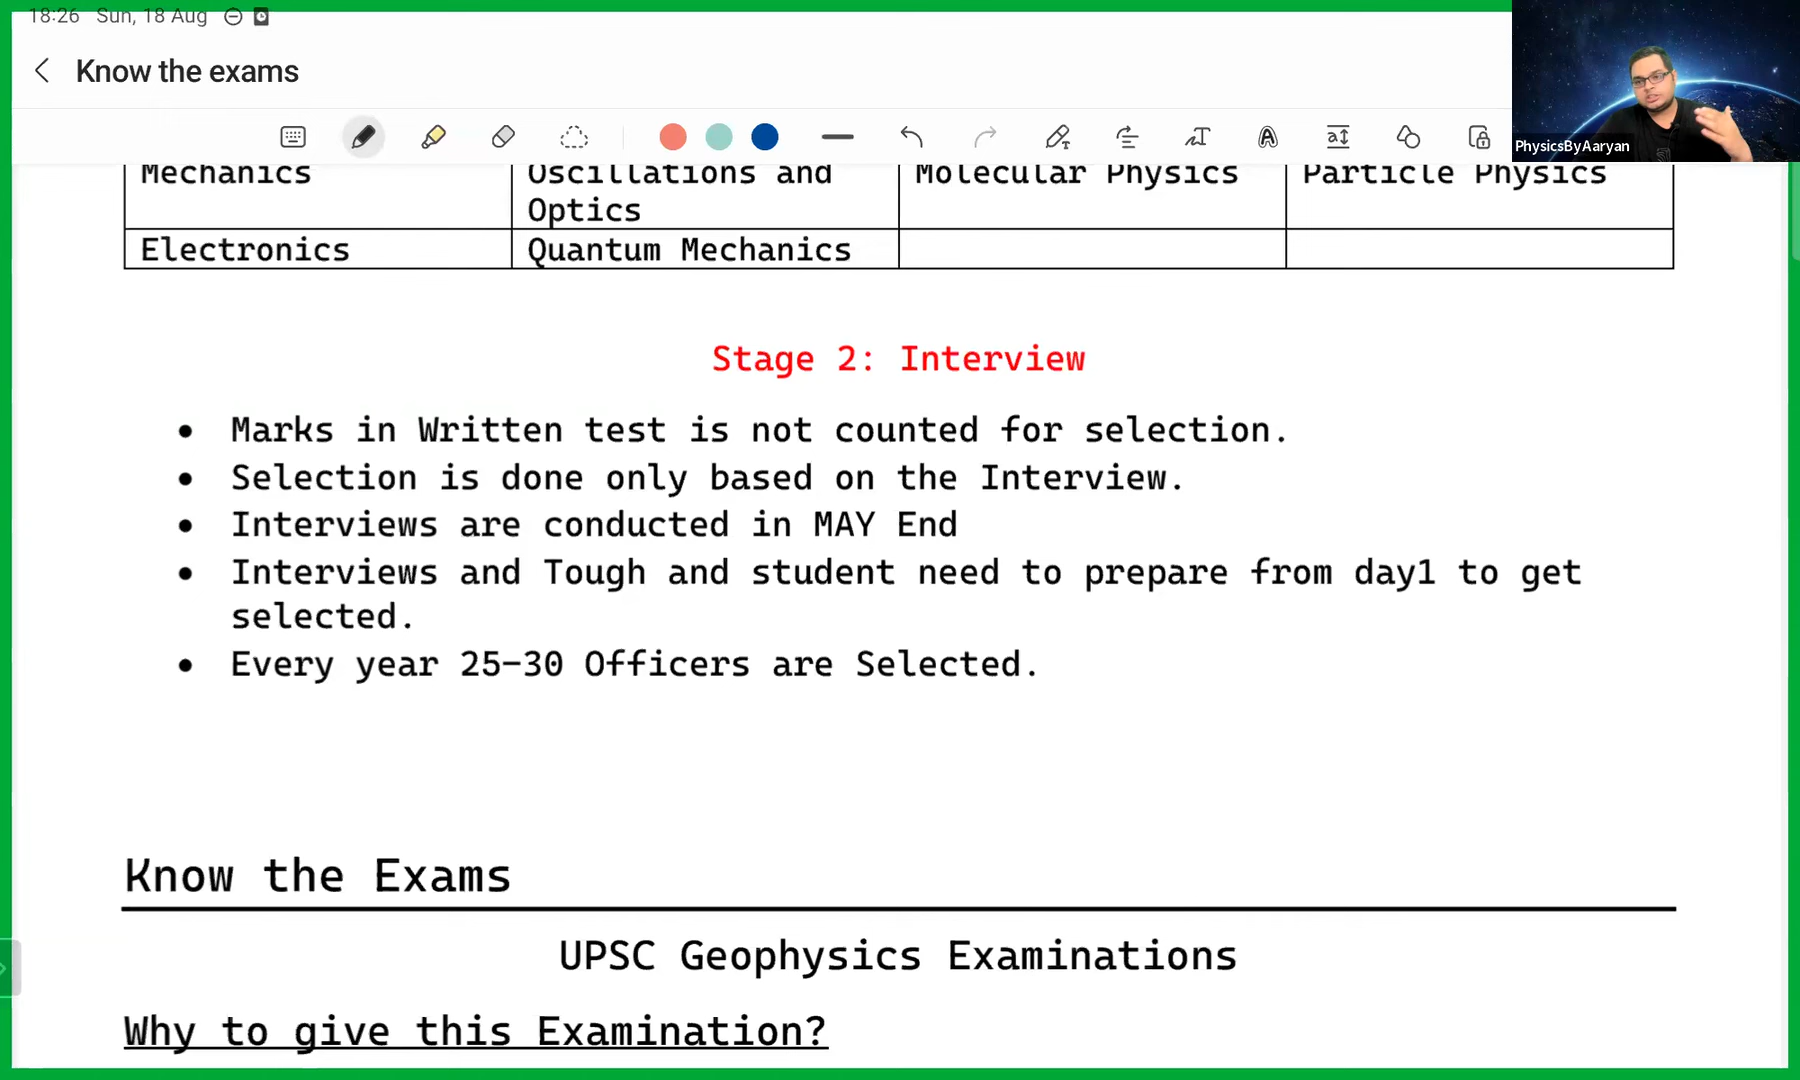 18:26 Sun, 18 Aug
Know the exams
PhysicsByAaryan
Mechanics
Oscillations and
Optics
Molecular Physics
Particle Physics
Electronics
Quantum Mechanics
Stage 2: Interview
• Marks in Written test is not counted for selection.
• Selection is done only based on the Interview.
• Interviews are conducted in MAY End
• Interviews and Tough and student need to prepare from day1 to get
selected.
• Every year 25-30 Officers are Selected.
Know the Exams
UPSC Geophysics Examinations
Why to give this Examination?